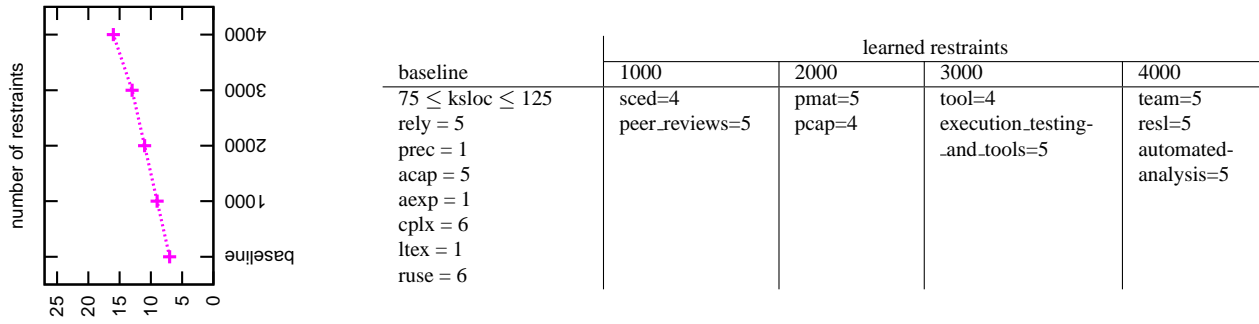 number of restraints
4000
3000
2000
1000
baseline
25
20
15
10
5
0
learned restraints
baseline 1000 2000 3000 4000
75 ≤ ksloc ≤ 125 sced=4 pmat=5 tool=4 team=5
rely = 5 peer_reviews=5 pcap=4 execution_testing- resl=5
prec = 1 _and_tools=5 automated-
acap = 5 analysis=5
aexp = 1
cplx = 6
ltex = 1
ruse = 6